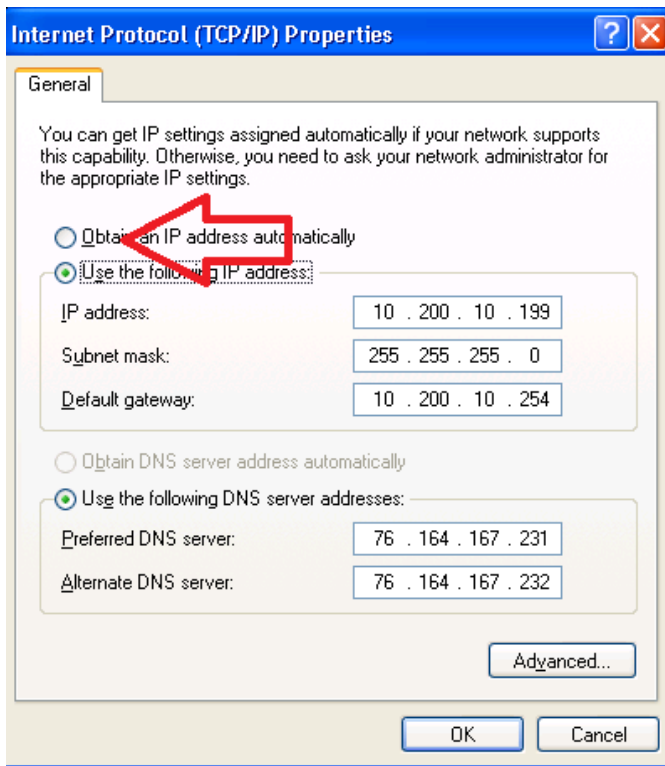 Internet Protocol (TCP/IP) Properties
General
You can get IP settings assigned automatically if your network supports
this capability. Otherwise, you need to ask your network administrator for
the appropriate IP settings.
Obtain an IP address automatically
Use the following IP address:
IP address: 10 . 200 . 10 . 199
Subnet mask: 255 . 255 . 255 . 0
Default gateway: 10 . 200 . 10 . 254
Obtain DNS server address automatically
Use the following DNS server addresses:
Preferred DNS server: 76 . 164 . 167 . 231
Alternate DNS server: 76 . 164 . 167 . 232
Advanced...
OK Cancel